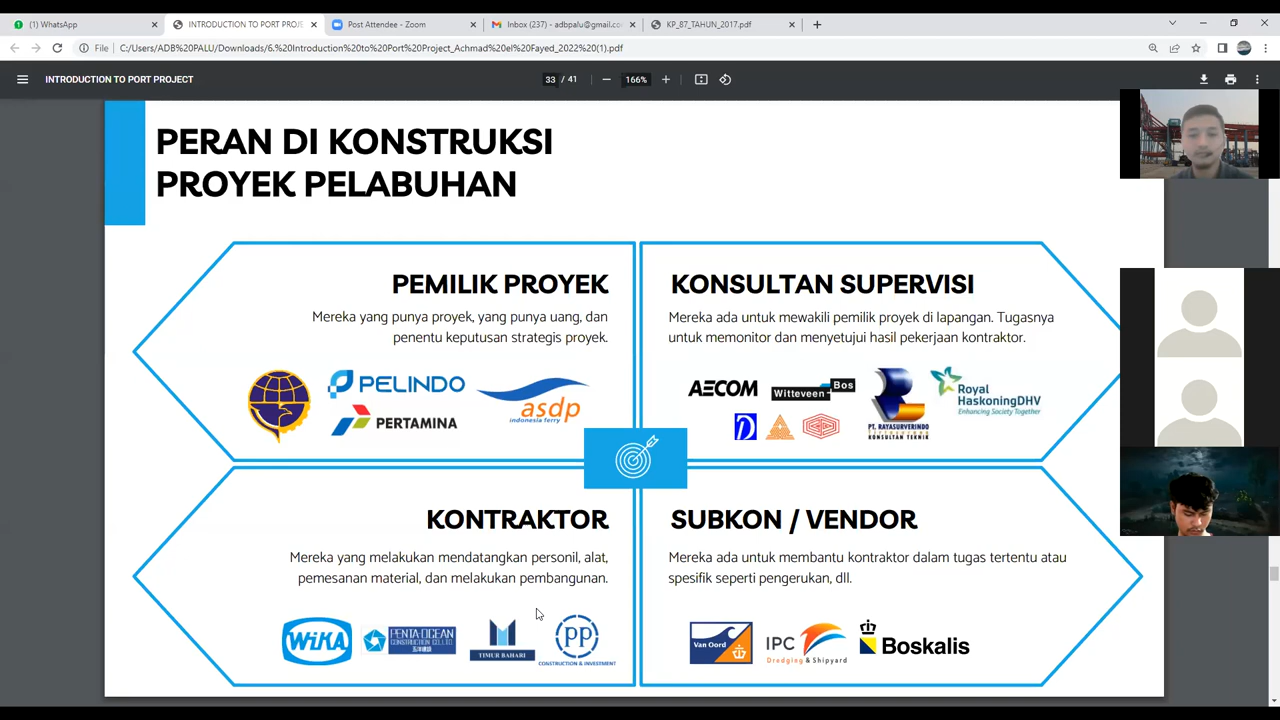 (1) WhatsApp
INTRODUCTION TO PORT PROJE
Post Attendee - Zoom
Inbox (237) - adbpalu@gmail.co
KP_87_TAHUN_2017.pdf
File
C:/Users/ADB%20PALU/Downloads/6.%20Introduction%20to%20Port%20Project_Achmad%20el%20Fayed_2022%20(1).pdf
INTRODUCTION TO PORT PROJECT
33 / 41
166%
PERAN DI KONSTRUKSI
PROYEK PELABUHAN
PEMILIK PROYEK
Mereka yang punya proyek, yang punya uang, dan
penentu keputusan strategis proyek.
PELINDO
PERTAMINA
asdp
indonesia ferry
KONSULTAN SUPERVISI
Mereka ada untuk mewakili pemilik proyek di lapangan. Tugasnya
untuk memonitor dan menyetujui hasil pekerjaan kontraktor.
AECOM
Witteveen+Bos
PT. RAYASURVERINDO
KONSULTAN TEKNIK
Royal
HaskoningDHV
Enhancing Society Together
KONTRAKTOR
Mereka yang melakukan mendatangkan personil, alat,
pemesanan material, dan melakukan pembangunan.
WIKA
PENTA-OCEAN
CONSTRUCTION CO.,LTD
TIMUR BAHARI
PP
CONSTRUCTION & INVESTMENT
SUBKON / VENDOR
Mereka ada untuk membantu kontraktor dalam tugas tertentu atau
spesifik seperti pengerukan, dll.
Van Oord
IPC
Dredging & Shipyard
Boskalis